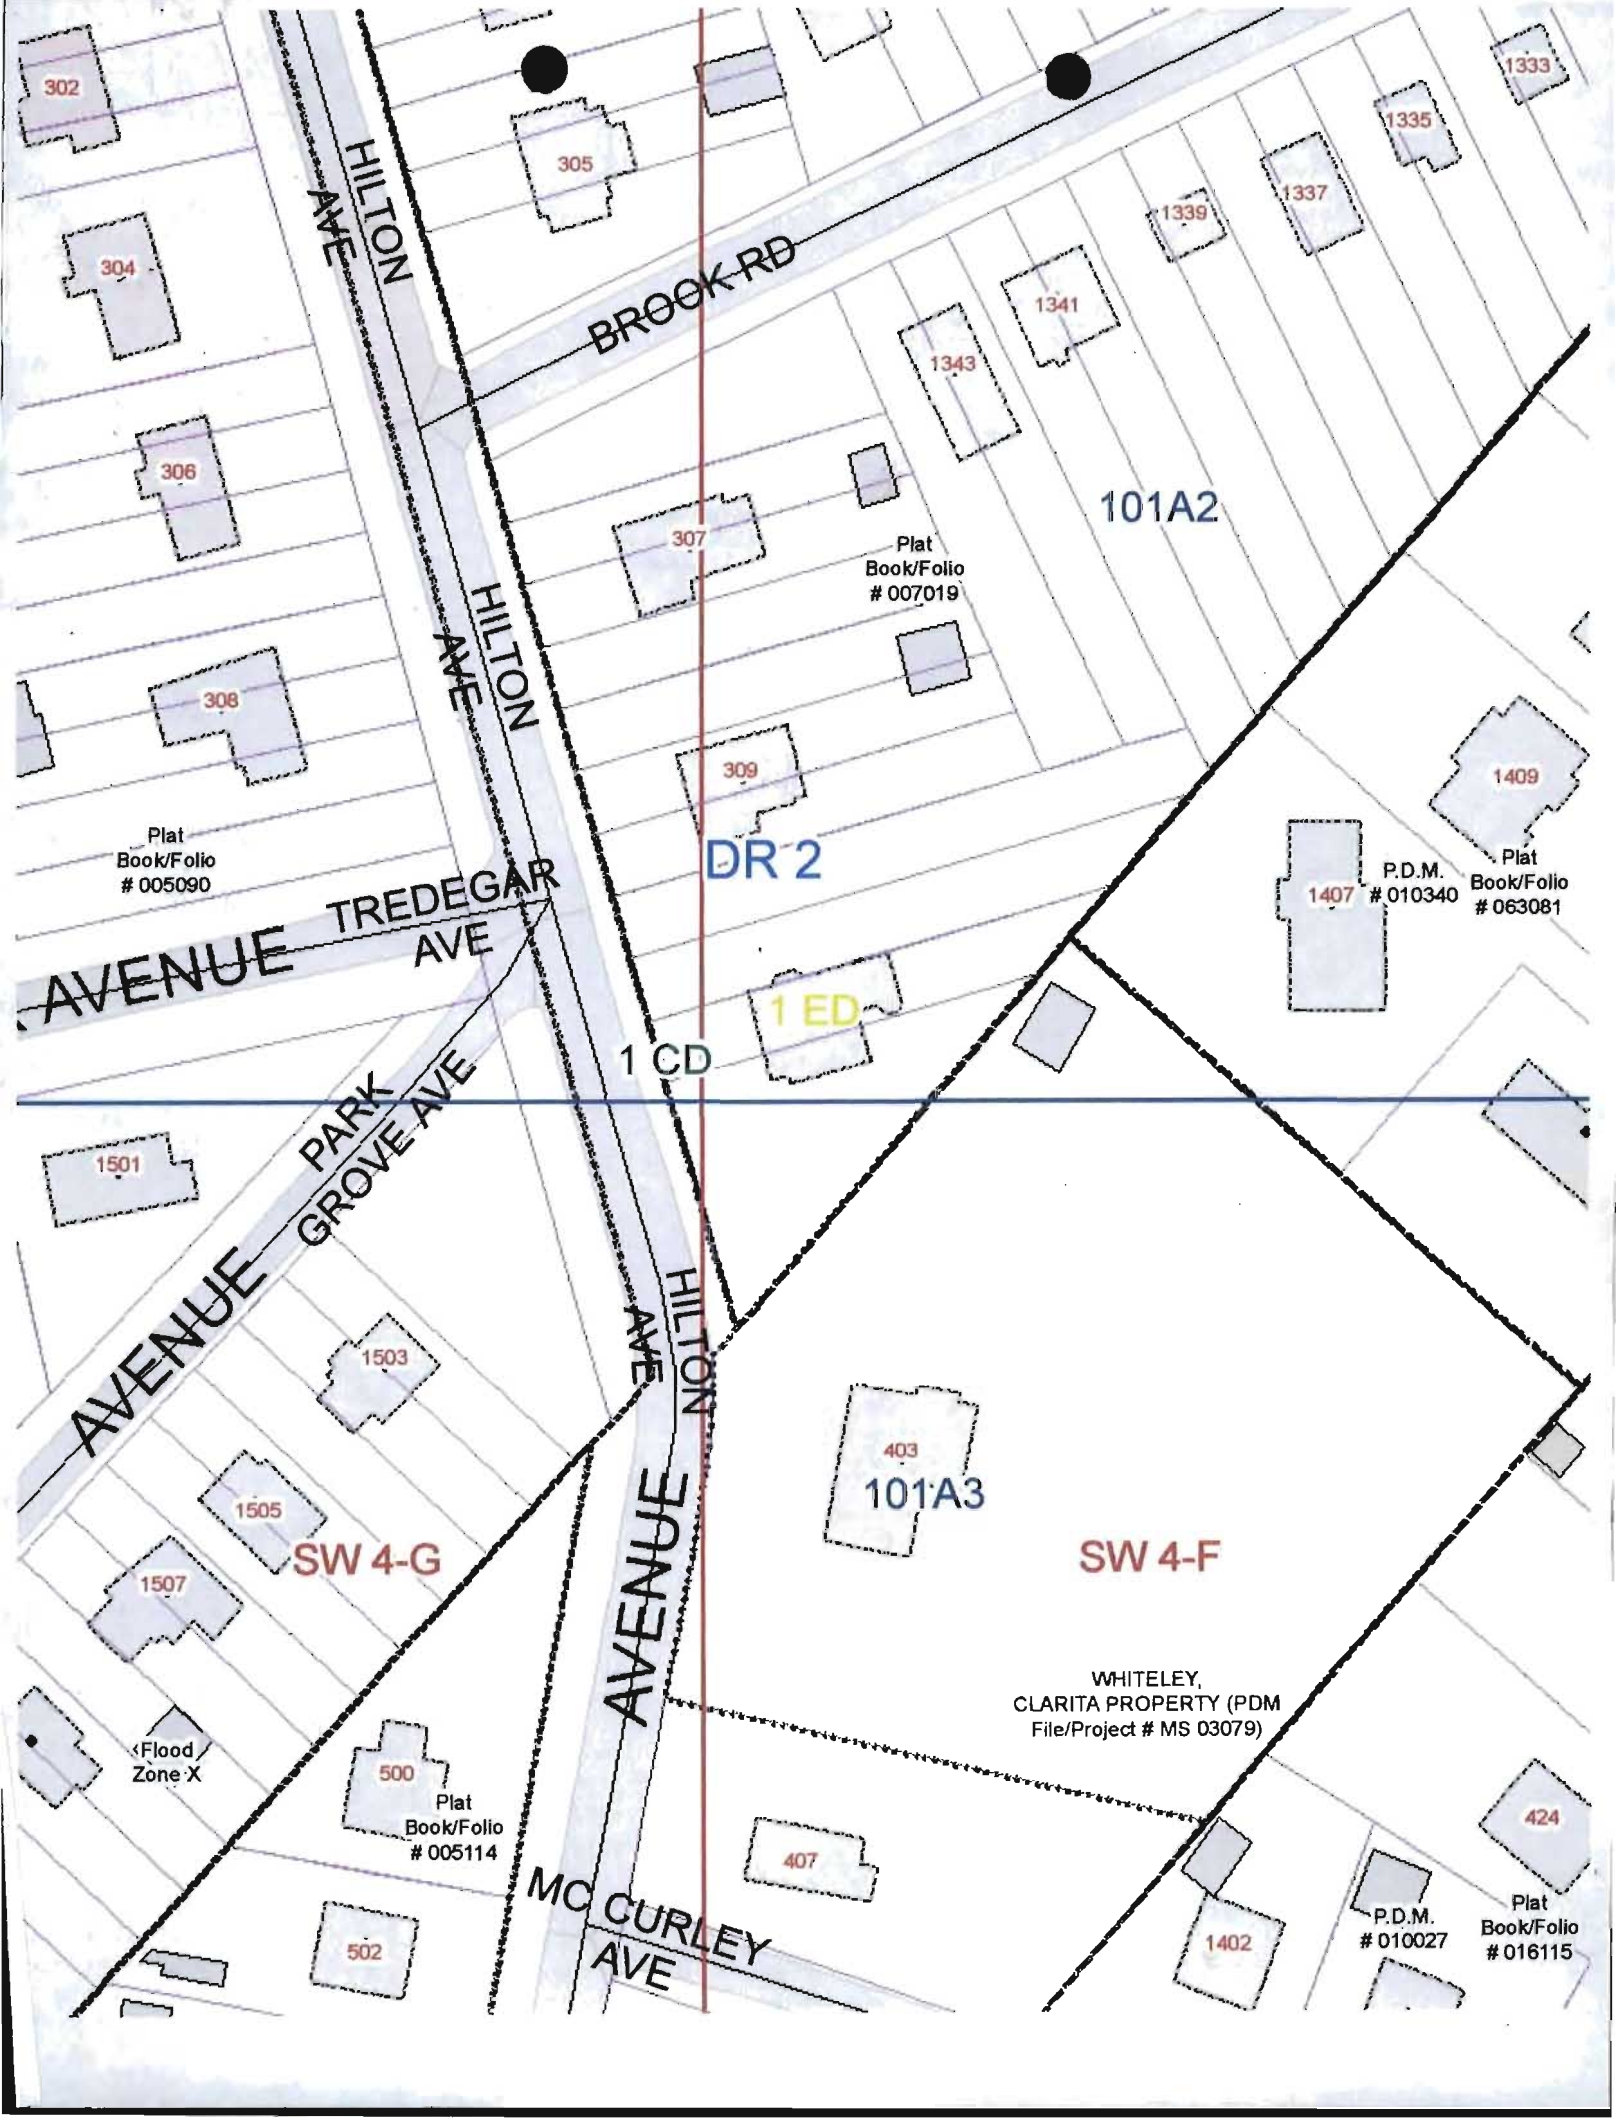 302
1333
1335
305
HILTON
AVE
1337
1339
304
BROOK RD
1341
1343
306
101A2
307
Plat
Book/Folio
# 007019
HILTON
AVE
308
309
1409
Plat
Book/Folio
# 005090
DR 2
Plat
Book/Folio
# 063081
P.D.M.
# 010340
1407
TREDEGAR
AVE
AVENUE
1 ED
1 CD
PARK
GROVE AVE
1501
AVENUE
HILTON
AVE
1503
403
101A3
1505
SW 4-G
SW 4-F
1507
AVENUE
WHITELEY,
CLARITA PROPERTY (PDM
File/Project # MS 03079)
Flood
Zone X
500
Plat
Book/Folio
# 005114
424
407
MC CURLEY
AVE
502
1402
P.D.M.
# 010027
Plat
Book/Folio
# 016115